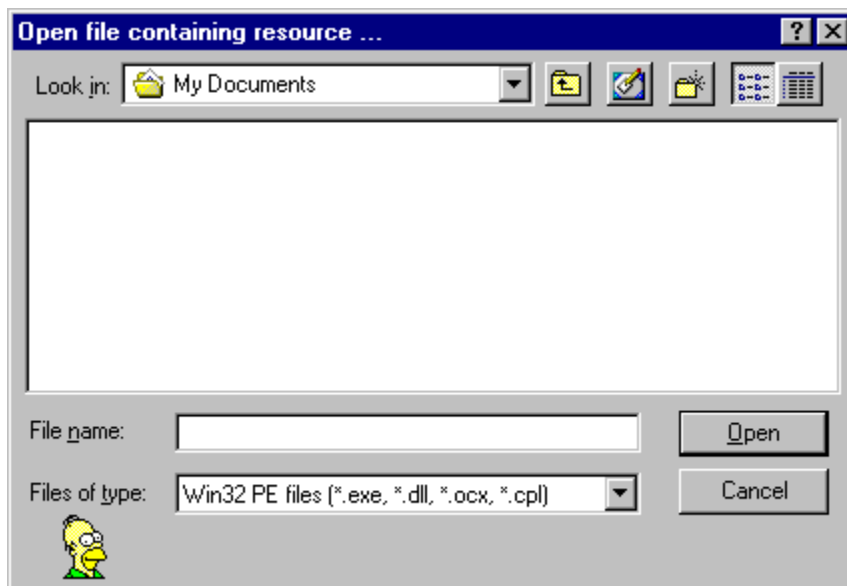 Open file containing resource ...
Look in: My Documents
File name:
Open
Files of type: Win32 PE files (*.exe, *.dll, *.ocx, *.cpl)
Cancel